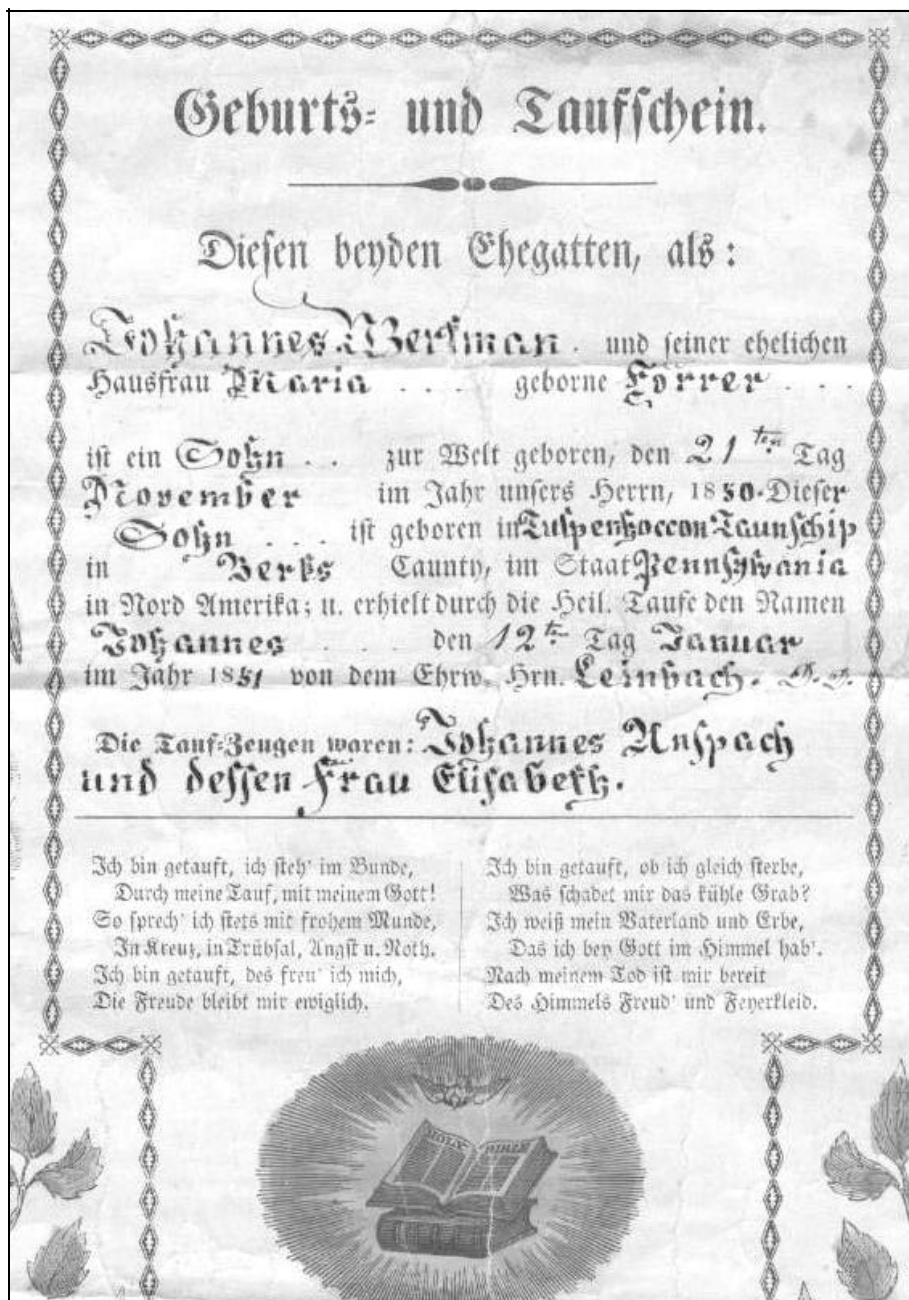 Geburts- und Taufschein.
Diesen beyden Ehegatten, als:
Johannes Werkman. und seiner ehelichen
Hausfrau Maria . . . . geborne Förrer . . .
ist ein Sohn . . zur Welt geboren, den 21ten Tag
November im Jahr unsers Herrn, 1850. Dieser
Sohn . . . ist geboren in Tulpenhoccon Taunschip
in Berks Caunty, im Staat Pennsylvania
in Nord Amerika; u. erhielt durch die Heil. Taufe den Namen
Johannes . . . . den 12te Tag Januar
im Jahr 1851 von dem Ehrw. Hrn. Leinbach.
Die Tauf-Zeugen waren: Johannes Anspach
und dessen Frau Elisabeth.
Ich bin getauft, ich steh' im Bunde,
Durch meine Tauf, mit meinem Gott!
So sprech' ich stets mit frohem Munde,
In Kreuz, in Trübsal, Angst u. Noth.
Ich bin getauft, des freu' ich mich,
Die Freude bleibt mir ewiglich.
Ich bin getauft, ob ich gleich sterbe,
Was schadet mir das kühle Grab?
Ich weiß mein Vaterland und Erbe,
Das ich bey Gott im Himmel hab'.
Nach meinem Tod ist mir bereit
Des Himmels Freud' und Feyerkleid.
HOLY BIBLE